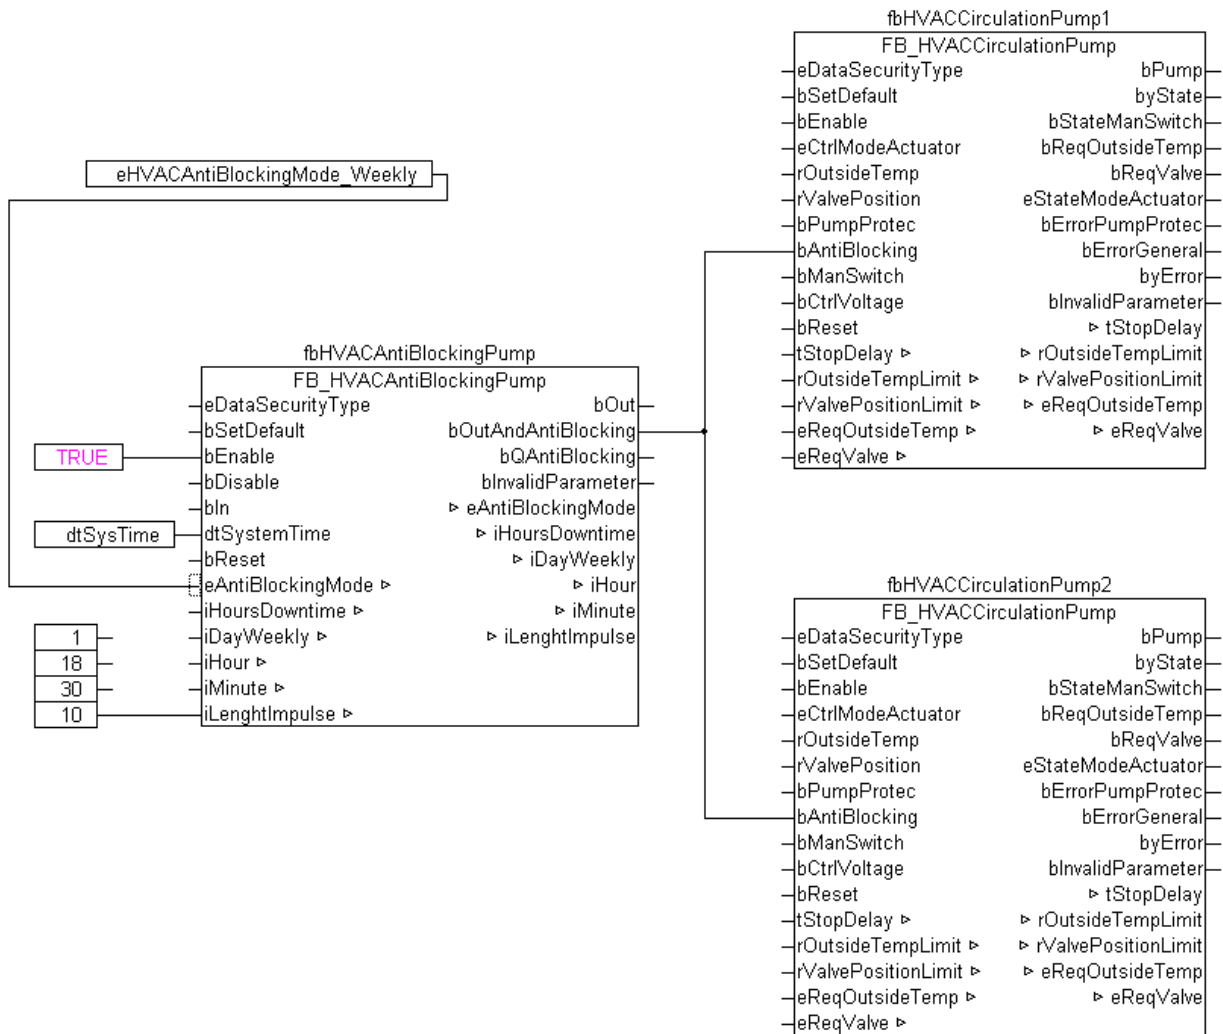 fbHVACCirculationPump1
FB_HVACCirculationPump
eDataSecurityType bPump
bSetDefault byState
bEnable bStateManSwitch
eCtrlModeActuator bReqOutsideTemp
rOutsideTemp bReqValve
rValvePosition eStateModeActuator
bPumpProtec bErrorPumpProtec
bAntiBlocking bErrorGeneral
bManSwitch byError
bCtrlVoltage bInvalidParameter
bReset ▹ tStopDelay
tStopDelay ▹ ▹ rOutsideTempLimit
rOutsideTempLimit ▹ ▹ rValvePositionLimit
rValvePositionLimit ▹ ▹ eReqOutsideTemp
eReqOutsideTemp ▹ ▹ eReqValve
eReqValve ▹
eHVACAntiBlockingMode_Weekly
fbHVACAntiBlockingPump
FB_HVACAntiBlockingPump
eDataSecurityType bOut
bSetDefault bOutAndAntiBlocking
TRUE bEnable bQAntiBlocking
bDisable bInvalidParameter
bIn ▹ eAntiBlockingMode
dtSysTime dtSystemTime ▹ iHoursDowntime
bReset ▹ iDayWeekly
eAntiBlockingMode ▹ ▹ iHour
iHoursDowntime ▹ ▹ iMinute
1 iDayWeekly ▹ ▹ iLenghtImpulse
18 iHour ▹
30 iMinute ▹
10 iLenghtImpulse ▹
fbHVACCirculationPump2
FB_HVACCirculationPump
eDataSecurityType bPump
bSetDefault byState
bEnable bStateManSwitch
eCtrlModeActuator bReqOutsideTemp
rOutsideTemp bReqValve
rValvePosition eStateModeActuator
bPumpProtec bErrorPumpProtec
bAntiBlocking bErrorGeneral
bManSwitch byError
bCtrlVoltage bInvalidParameter
bReset ▹ tStopDelay
tStopDelay ▹ ▹ rOutsideTempLimit
rOutsideTempLimit ▹ ▹ rValvePositionLimit
rValvePositionLimit ▹ ▹ eReqOutsideTemp
eReqOutsideTemp ▹ ▹ eReqValve
eReqValve ▹